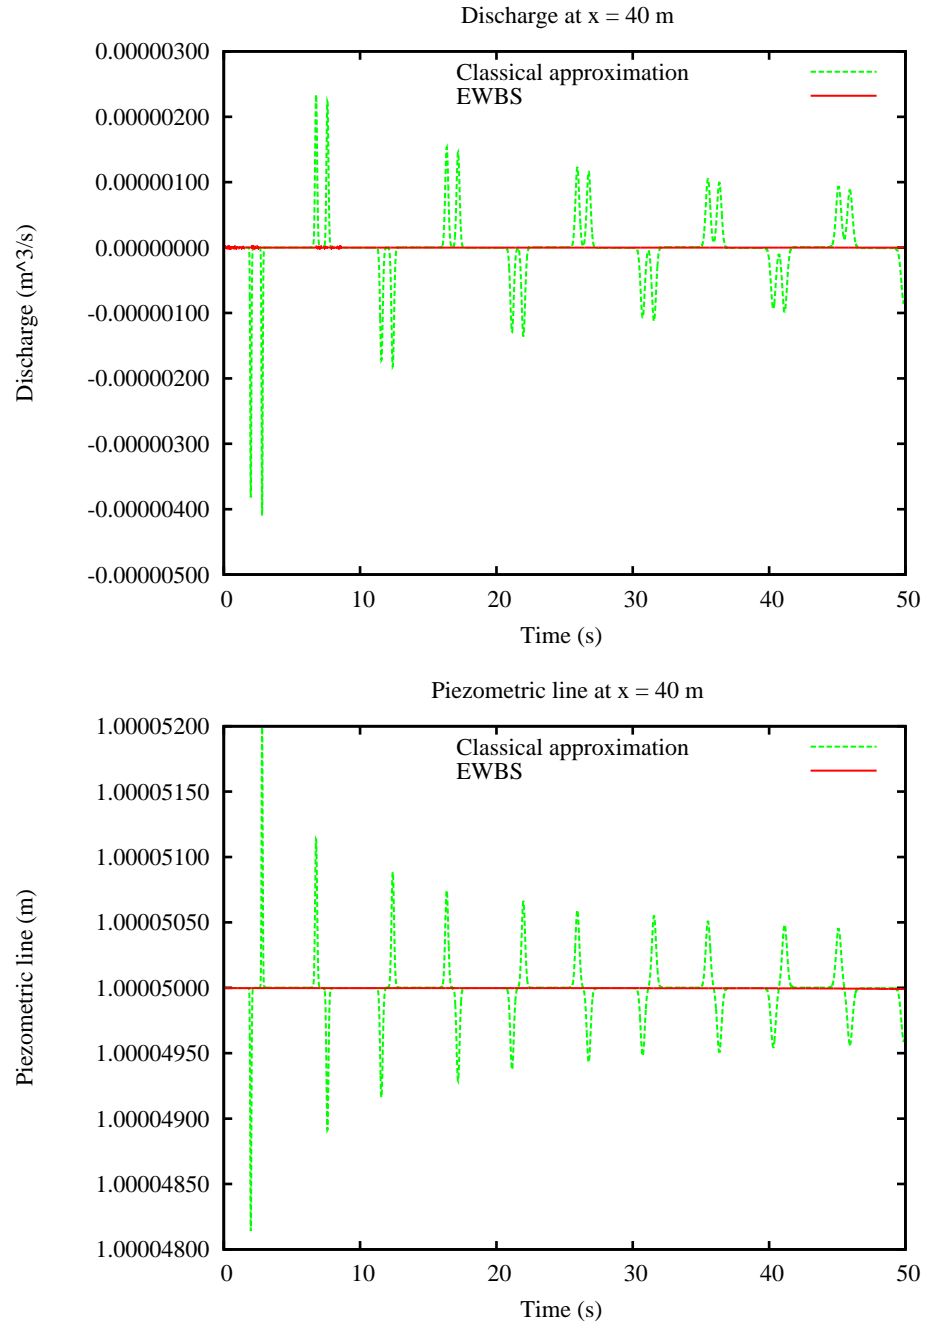 Discharge at x = 40 m
0.00000300
0.00000200
0.00000100
0.00000000
-0.00000100
-0.00000200
-0.00000300
-0.00000400
-0.00000500
Discharge (m^3/s)
Classical approximation
EWBS
0 10 20 30 40 50
Time (s)
Piezometric line at x = 40 m
1.00005200
1.00005150
1.00005100
1.00005050
1.00005000
1.00004950
1.00004900
1.00004850
1.00004800
Piezometric line (m)
Classical approximation
EWBS
0 10 20 30 40 50
Time (s)